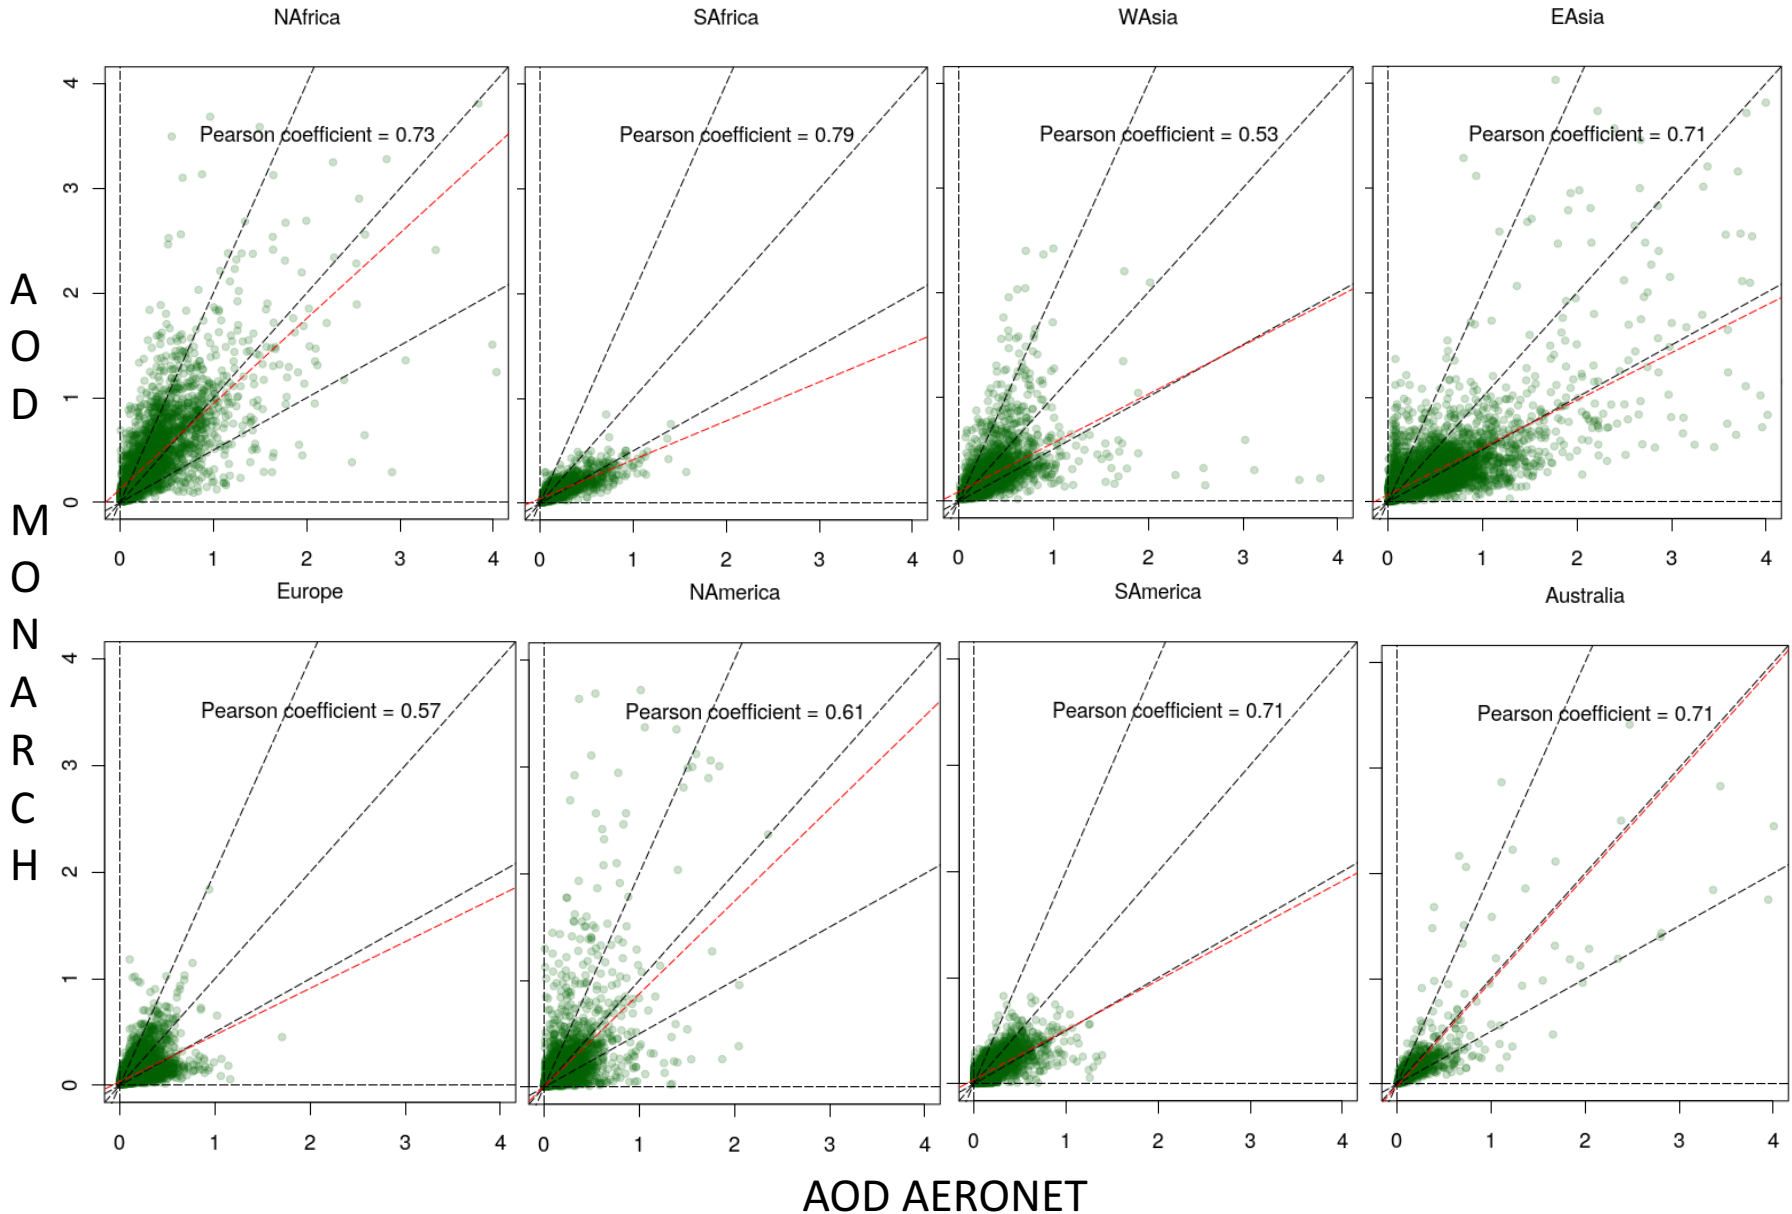 NAfrica
SAfrica
WAsia
EAsia
4
3
2
1
0
Pearson coefficient = 0.73
Pearson coefficient = 0.79
Pearson coefficient = 0.53
Pearson coefficient = 0.71
0 1 2 3 4
0 1 2 3 4
0 1 2 3 4
0 1 2 3 4
Europe
NAmerica
SAmerica
Australia
4
3
2
1
0
Pearson coefficient = 0.57
Pearson coefficient = 0.61
Pearson coefficient = 0.71
Pearson coefficient = 0.71
0 1 2 3 4
0 1 2 3 4
0 1 2 3 4
0 1 2 3 4
AOD MONARCH
AOD AERONET